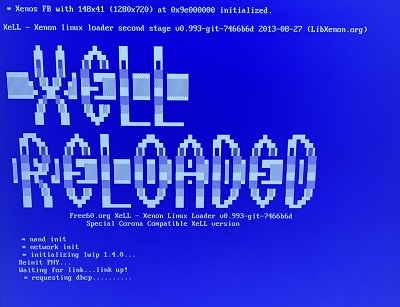 * Xenos FB with 148x41 (1280x720) at 0x9e000000 initialized.
XeLL - Xenon linux loader second stage v0.993-git-7466b6d 2013-08-27 (LibXenon.org)
XELL
RELOADED
Free60.org XeLL - Xenon Linux Loader v0.993-git-7466b6d
Special Corona Compatible XeLL version
* nand init
* network init
* initializing lwip 1.4.0...
Reinit PHY...
Waiting for link...link up!
* requesting dhcp..........